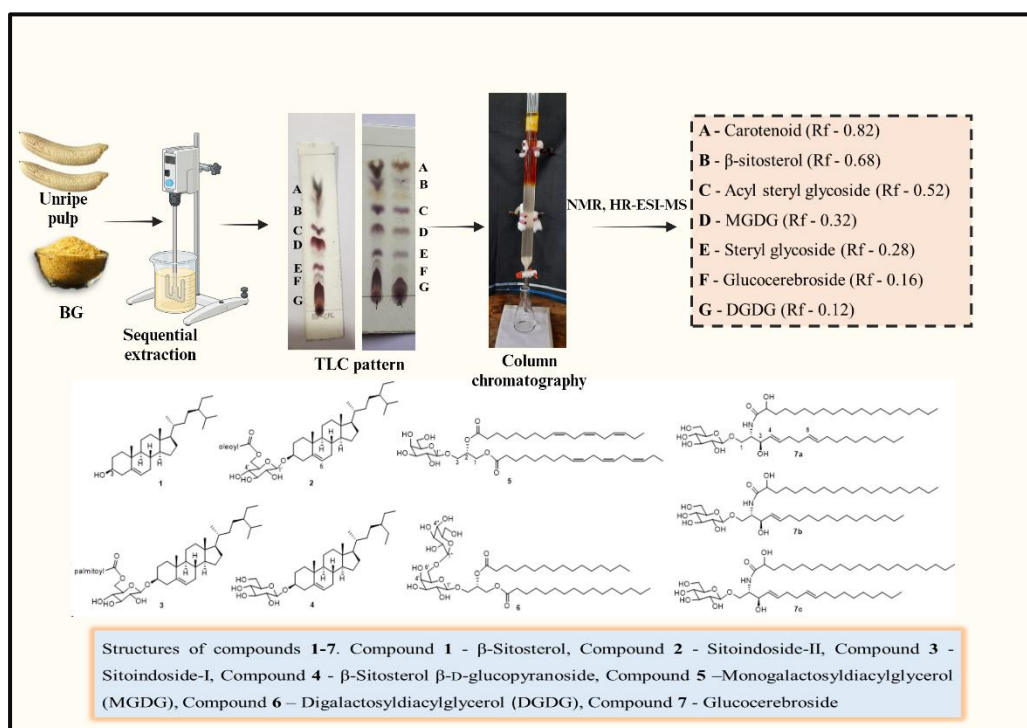 Unripe
pulp
BG
Sequential
extraction
A
B
C
D
E
F
G
A
B
C
D
E
F
G
TLC pattern
Column
chromatography
NMR, HR-ESI-MS
A - Carotenoid (Rf - 0.82)
B - β-sitosterol (Rf - 0.68)
C - Acyl steryl glycoside (Rf - 0.52)
D - MGDG (Rf - 0.32)
E - Steryl glycoside (Rf - 0.28)
F - Glucocerebroside (Rf - 0.16)
G - DGDG (Rf - 0.12)
1
oleoyl
2
5
7a
7b
palmitoyl
3
4
6
7c
Structures of compounds 1-7. Compound 1 - β-Sitosterol, Compound 2 - Sitoindoside-II, Compound 3 -
Sitoindoside-I, Compound 4 - β-Sitosterol β-D-glucopyranoside, Compound 5 –Monogalactosyldiacylglycerol
(MGDG), Compound 6 – Digalactosyldiacylglycerol (DGDG), Compound 7 - Glucocerebroside